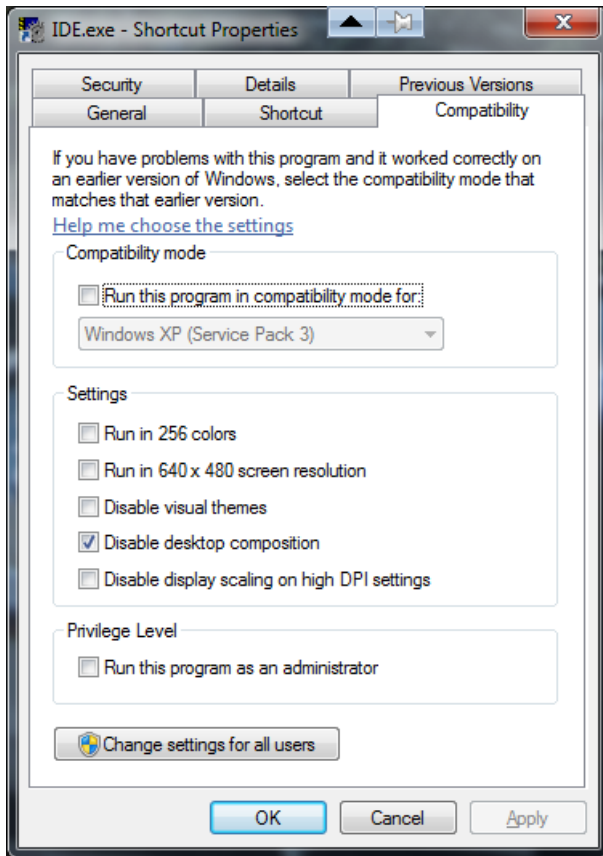 IDE.exe - Shortcut Properties
Security Details Previous Versions
General Shortcut Compatibility
If you have problems with this program and it worked correctly on
an earlier version of Windows, select the compatibility mode that
matches that earlier version.
Help me choose the settings
Compatibility mode
Run this program in compatibility mode for:
Windows XP (Service Pack 3)
Settings
Run in 256 colors
Run in 640 x 480 screen resolution
Disable visual themes
Disable desktop composition
Disable display scaling on high DPI settings
Privilege Level
Run this program as an administrator
Change settings for all users
OK Cancel Apply